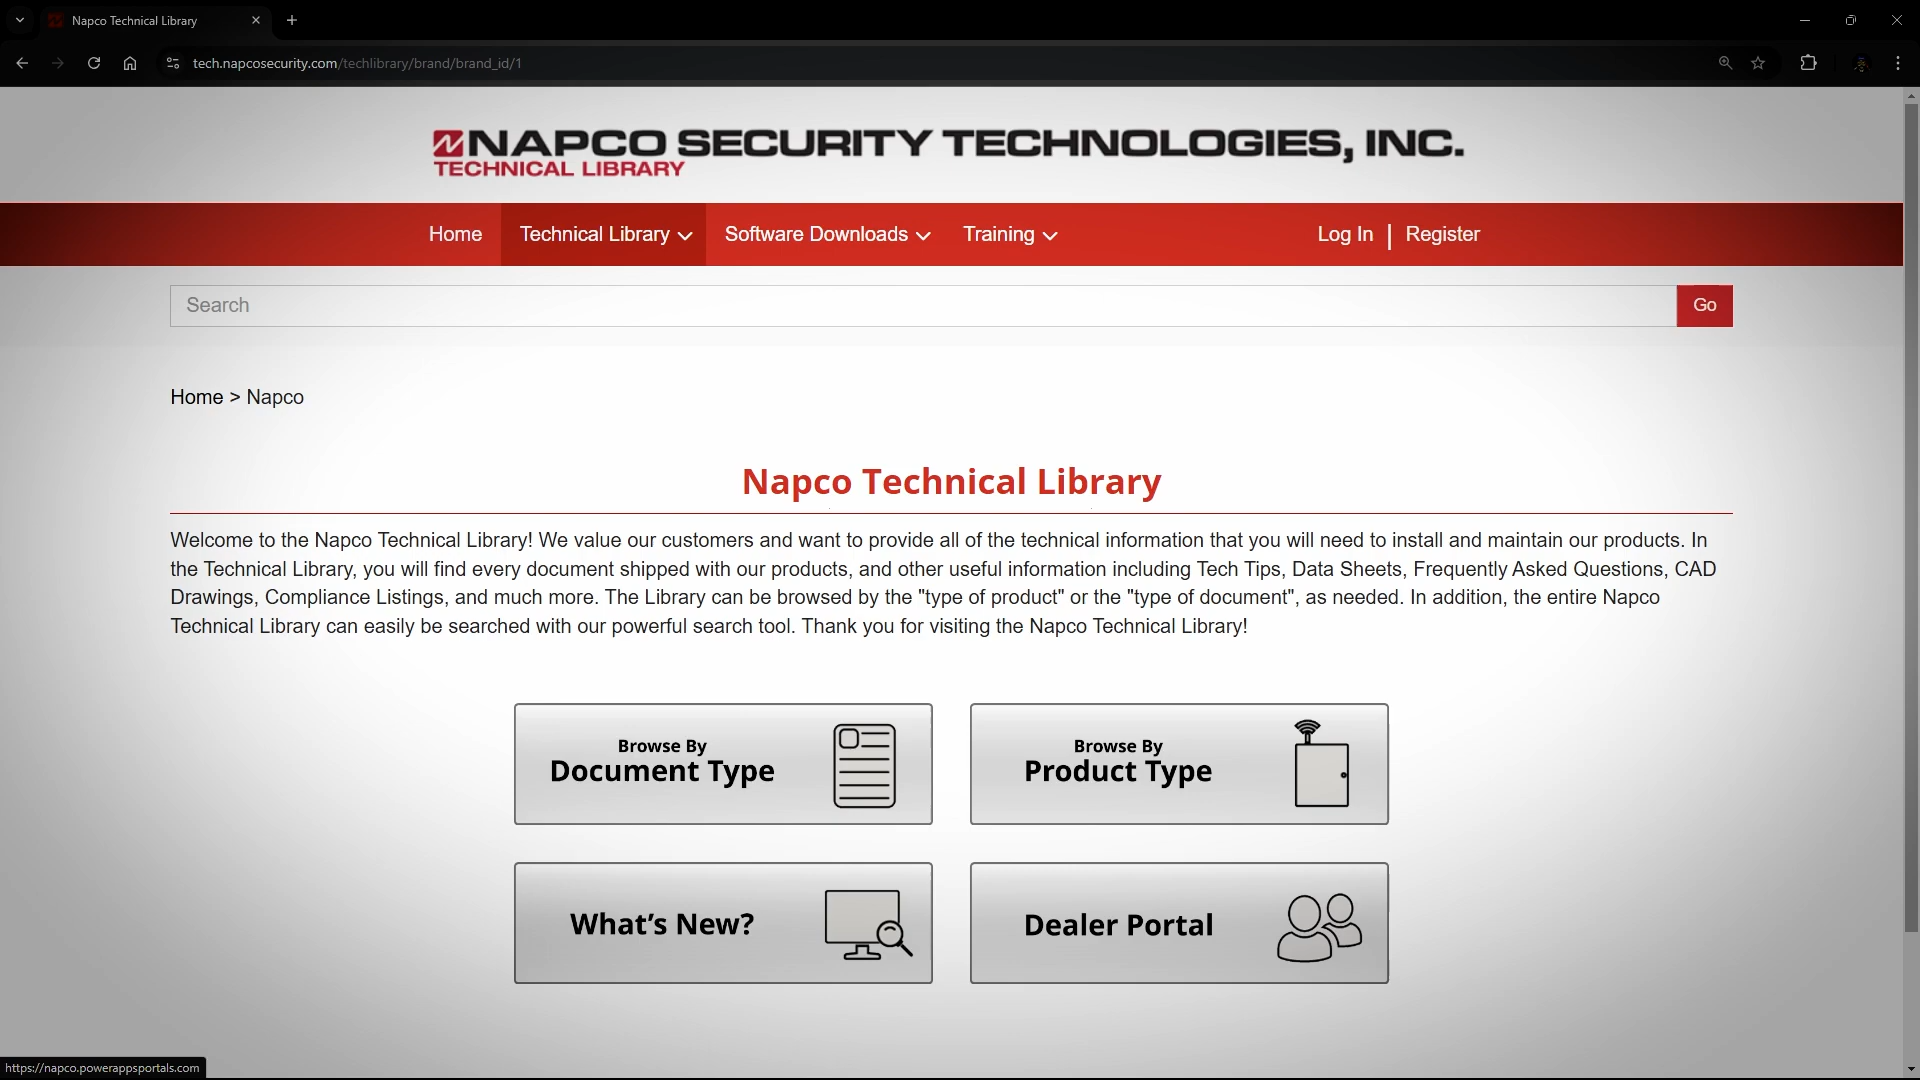 Napco Technical Library
tech.napcosecurity.com/techlibrary/brand/brand_id/1
NAPCO SECURITY TECHNOLOGIES, INC.
TECHNICAL LIBRARY
Home Technical Library Software Downloads Training Log In | Register
Search Go
Home > Napco
Napco Technical Library
Welcome to the Napco Technical Library! We value our customers and want to provide all of the technical information that you will need to install and maintain our products. In
the Technical Library, you will find every document shipped with our products, and other useful information including Tech Tips, Data Sheets, Frequently Asked Questions, CAD
Drawings, Compliance Listings, and much more. The Library can be browsed by the "type of product" or the "type of document", as needed. In addition, the entire Napco
Technical Library can easily be searched with our powerful search tool. Thank you for visiting the Napco Technical Library!
Browse By
Document Type
Browse By
Product Type
What's New?
Dealer Portal
https://napco.powerappsportals.com